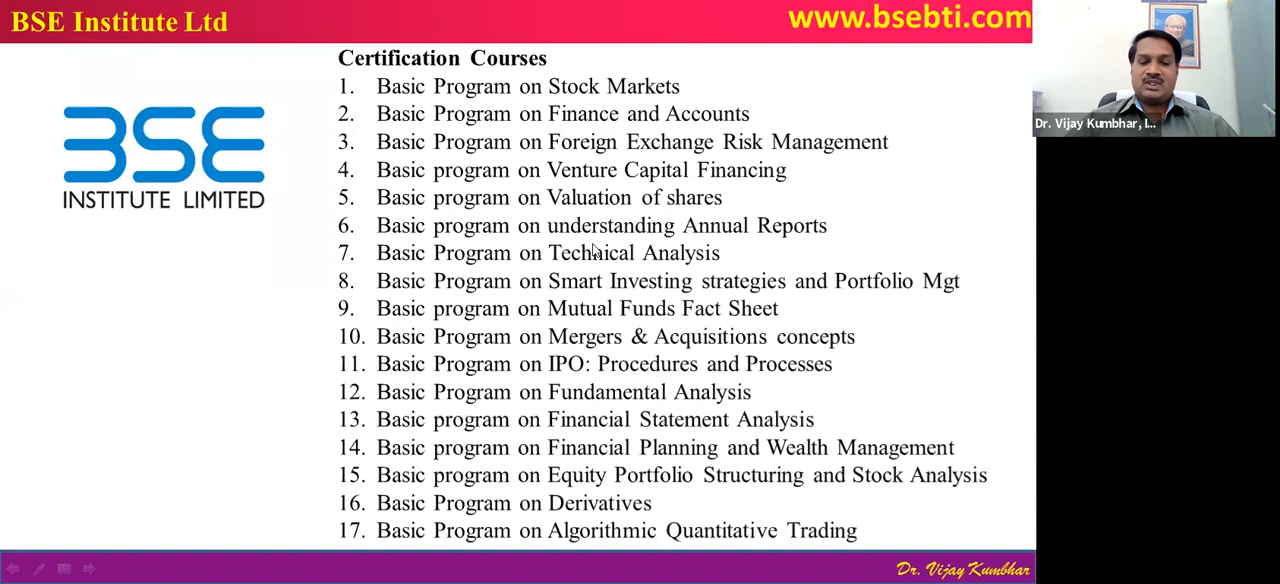 BSE Institute Ltd
www.bsebti.com
Certification Courses
1. Basic Program on Stock Markets
2. Basic Program on Finance and Accounts
3. Basic Program on Foreign Exchange Risk Management
4. Basic program on Venture Capital Financing
5. Basic program on Valuation of shares
6. Basic program on understanding Annual Reports
7. Basic Program on Technical Analysis
8. Basic Program on Smart Investing strategies and Portfolio Mgt
9. Basic program on Mutual Funds Fact Sheet
10. Basic Program on Mergers & Acquisitions concepts
11. Basic Program on IPO: Procedures and Processes
12. Basic Program on Fundamental Analysis
13. Basic program on Financial Statement Analysis
14. Basic program on Financial Planning and Wealth Management
15. Basic program on Equity Portfolio Structuring and Stock Analysis
16. Basic Program on Derivatives
17. Basic Program on Algorithmic Quantitative Trading
BSE
INSTITUTE LIMITED
Dr. Vijay Kumbhar, I...
Dr. Vijay Kumbhar